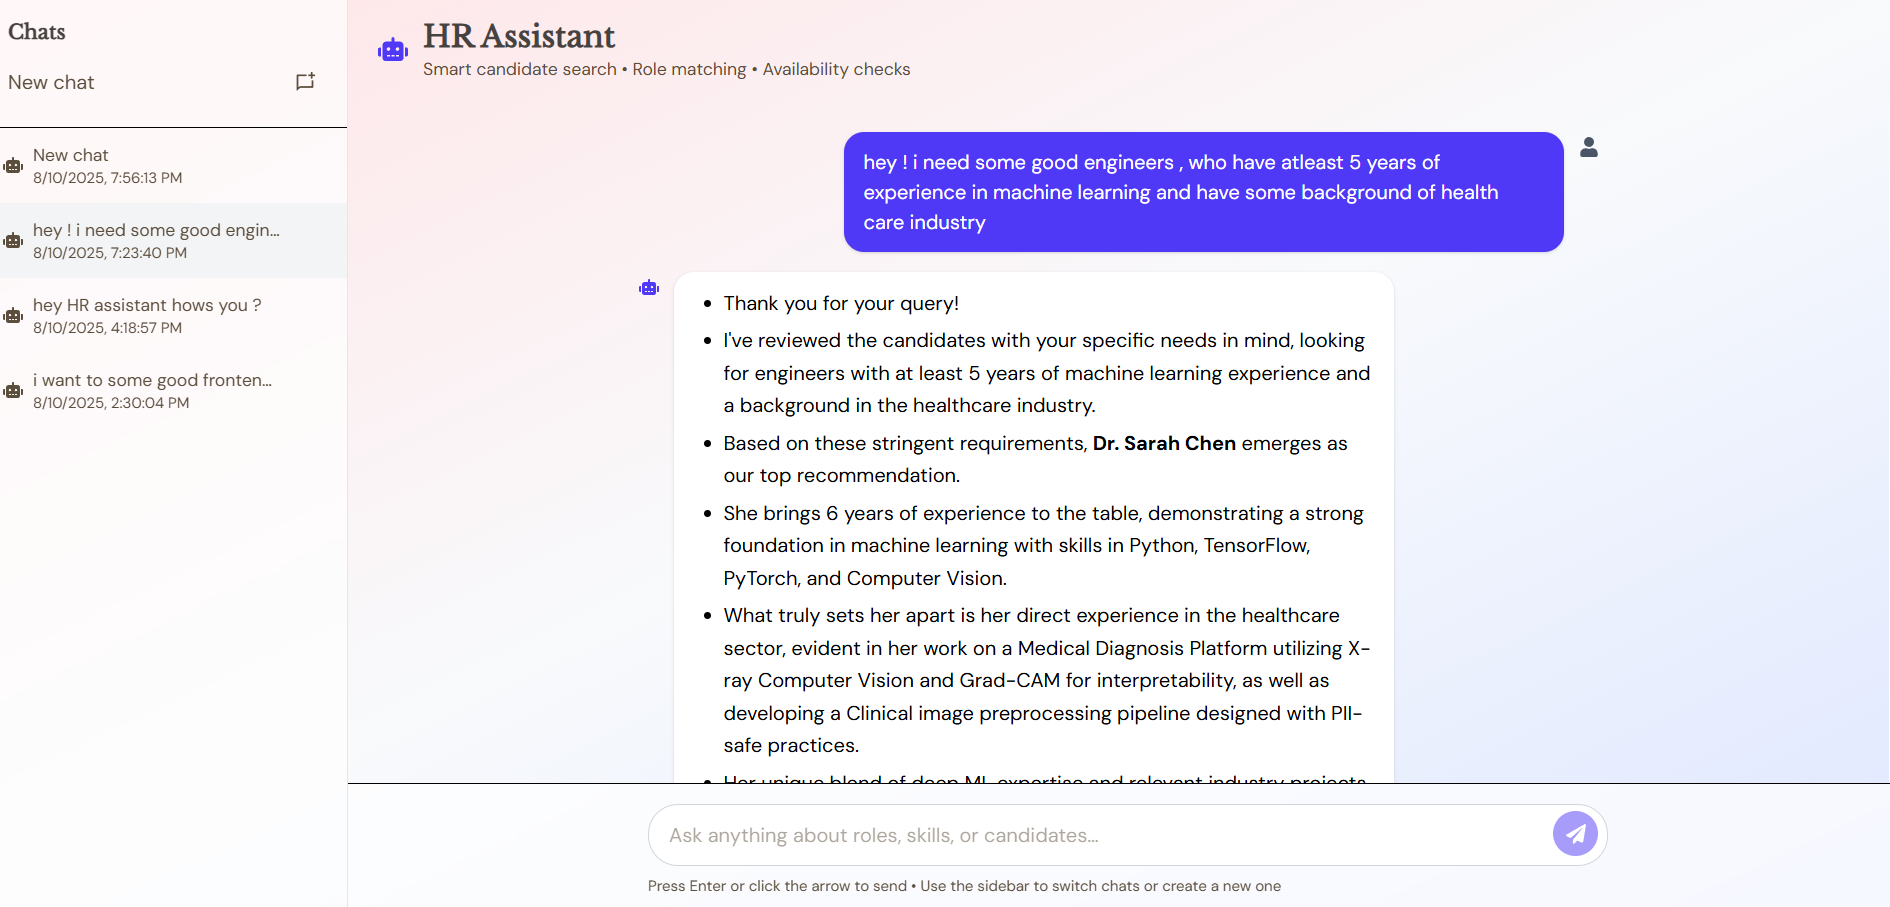 Chats
New chat
New chat
8/10/2025, 7:56:13 PM
hey ! i need some good engin...
8/10/2025, 7:23:40 PM
hey HR assistant hows you ?
8/10/2025, 4:18:57 PM
i want to some good fronten...
8/10/2025, 2:30:04 PM
HR Assistant
Smart candidate search • Role matching • Availability checks
hey ! i need some good engineers , who have atleast 5 years of
experience in machine learning and have some background of health
care industry
• Thank you for your query!
• I've reviewed the candidates with your specific needs in mind, looking
for engineers with at least 5 years of machine learning experience and
a background in the healthcare industry.
• Based on these stringent requirements, Dr. Sarah Chen emerges as
our top recommendation.
• She brings 6 years of experience to the table, demonstrating a strong
foundation in machine learning with skills in Python, TensorFlow,
PyTorch, and Computer Vision.
• What truly sets her apart is her direct experience in the healthcare
sector, evident in her work on a Medical Diagnosis Platform utilizing X-
ray Computer Vision and Grad-CAM for interpretability, as well as
developing a Clinical image preprocessing pipeline designed with PII-
safe practices.
• Her unique blend of deep ML expertise and relevant industry projects
Ask anything about roles, skills, or candidates...
Press Enter or click the arrow to send • Use the sidebar to switch chats or create a new one